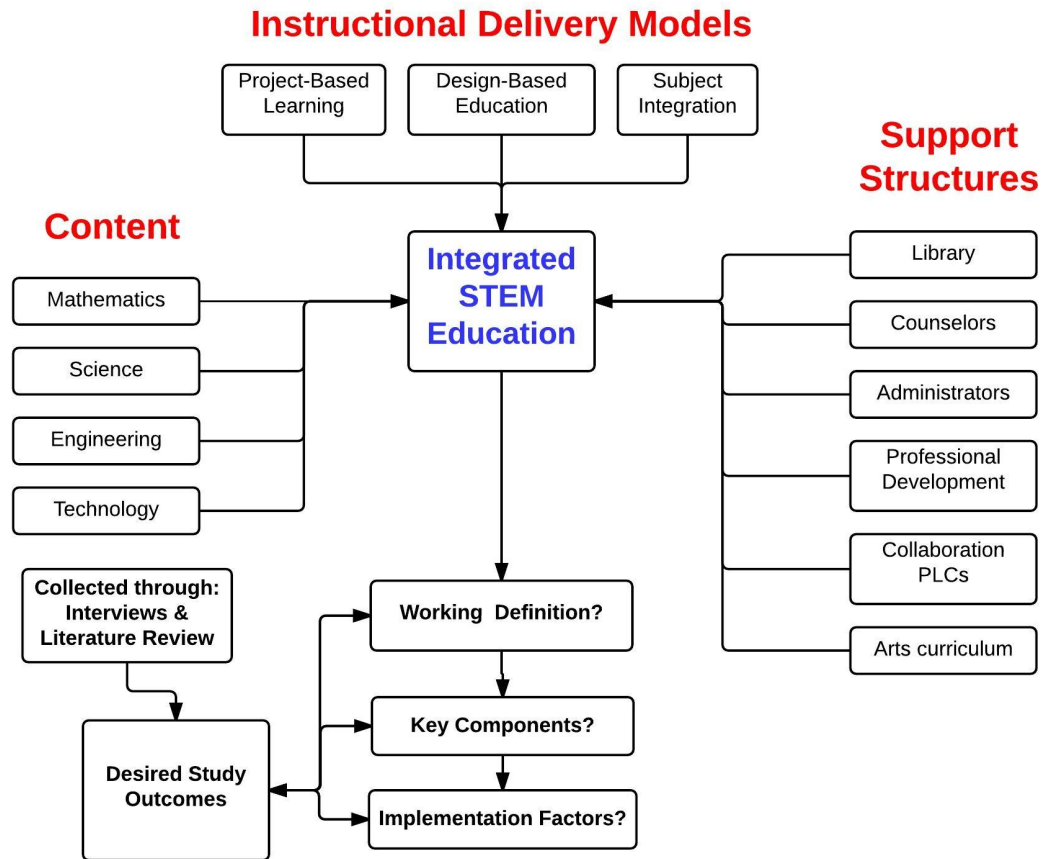 Instructional Delivery Models
Project-Based
Learning
Design-Based
Education
Subject
Integration
Support
Structures
Content
Integrated
STEM
Education
Mathematics
Science
Engineering
Technology
Library
Counselors
Administrators
Professional
Development
Collaboration
PLCs
Arts curriculum
Collected through:
Interviews &
Literature Review
Desired Study
Outcomes
Working Definition?
Key Components?
Implementation Factors?